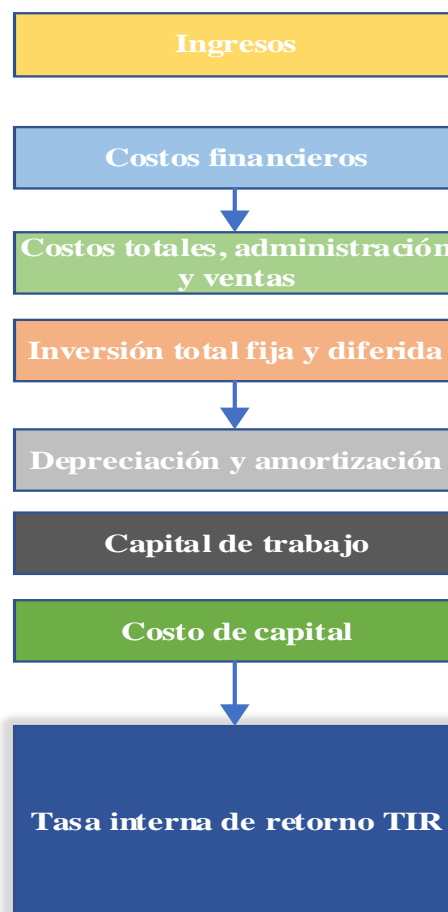 Ingresos
Costos financieros
Costos totales, administración
y ventas
Inversión total fija y diferida
Depreciación y amortización
Capital de trabajo
Costo de capital
Tasa interna de retorno TIR